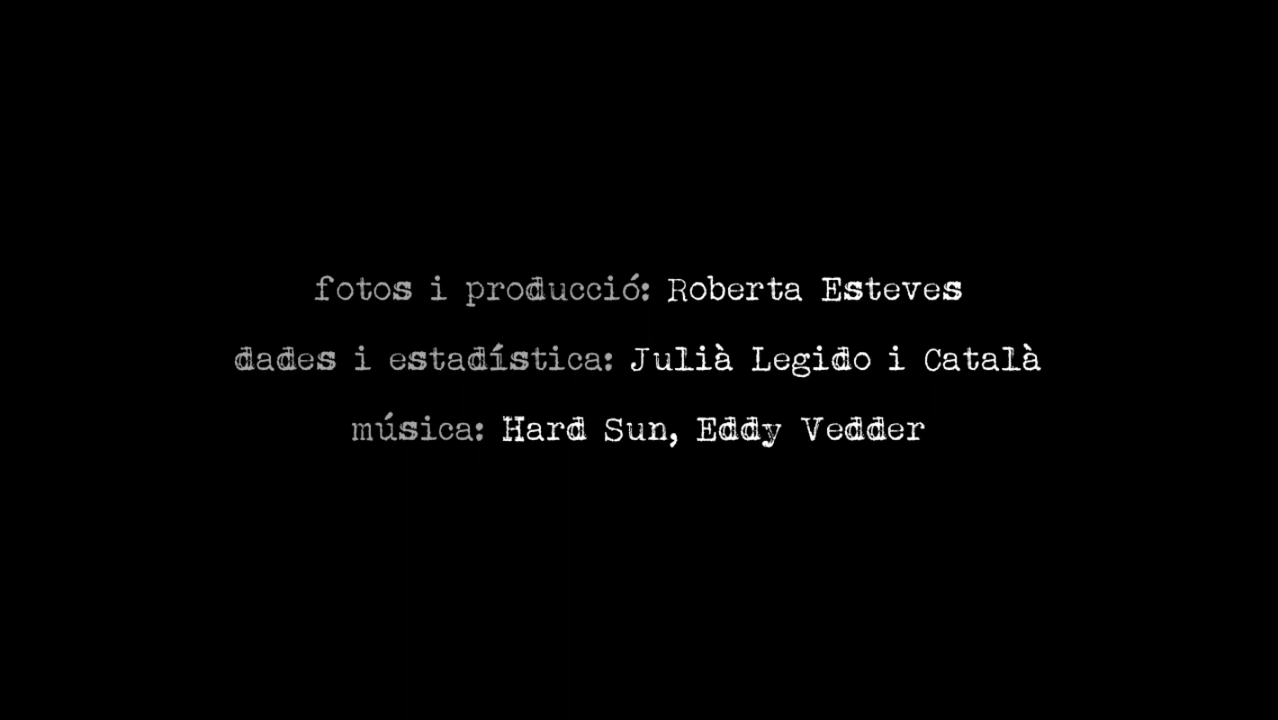 fotos i producció: Roberta Esteves
dades i estadística: Julià Legido i Català
música: Hard Sun, Eddy Vedder